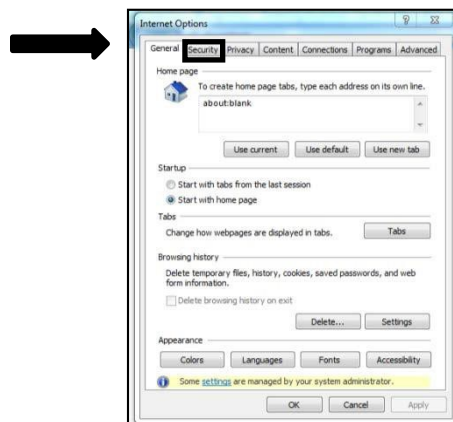 Internet Options
General Security Privacy Content Connections Programs Advanced
Home page
To create home page tabs, type each address on its own line.
about:blank
Use current Use default Use new tab
Startup
Start with tabs from the last session
Start with home page
Tabs
Change how webpages are displayed in tabs. Tabs
Browsing history
Delete temporary files, history, cookies, saved passwords, and web
form information.
Delete browsing history on exit
Delete... Settings
Appearance
Colors Languages Fonts Accessibility
Some settings are managed by your system administrator.
OK Cancel Apply